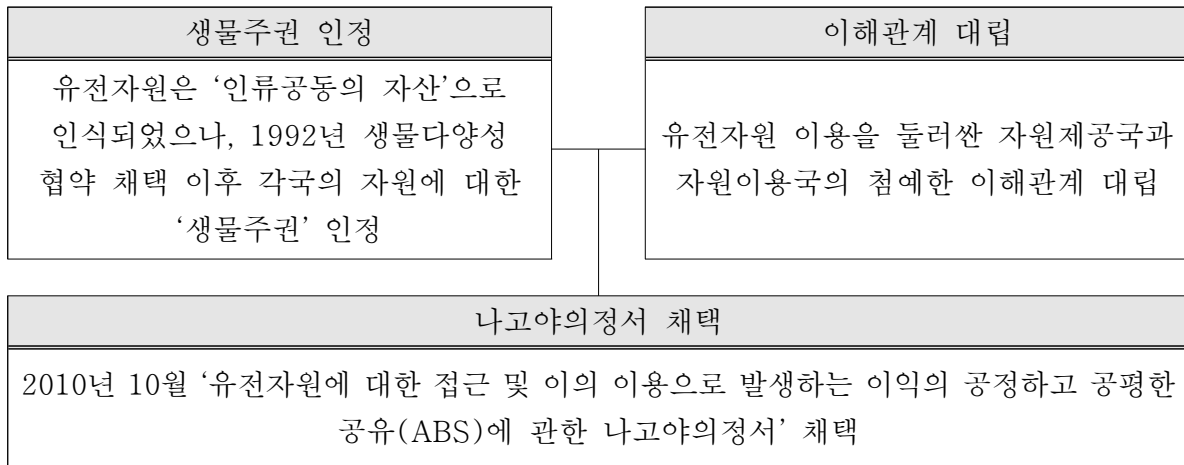 생물주권 인정
유전자원은 ‘인류공동의 자산’으로
인식되었으나, 1992년 생물다양성
협약 채택 이후 각국의 자원에 대한
‘생물주권’ 인정
이해관계 대립
유전자원 이용을 둘러싼 자원제공국과
자원이용국의 첨예한 이해관계 대립
나고야의정서 채택
2010년 10월 ‘유전자원에 대한 접근 및 이의 이용으로 발생하는 이익의 공정하고 공평한
공유(ABS)에 관한 나고야의정서’ 채택